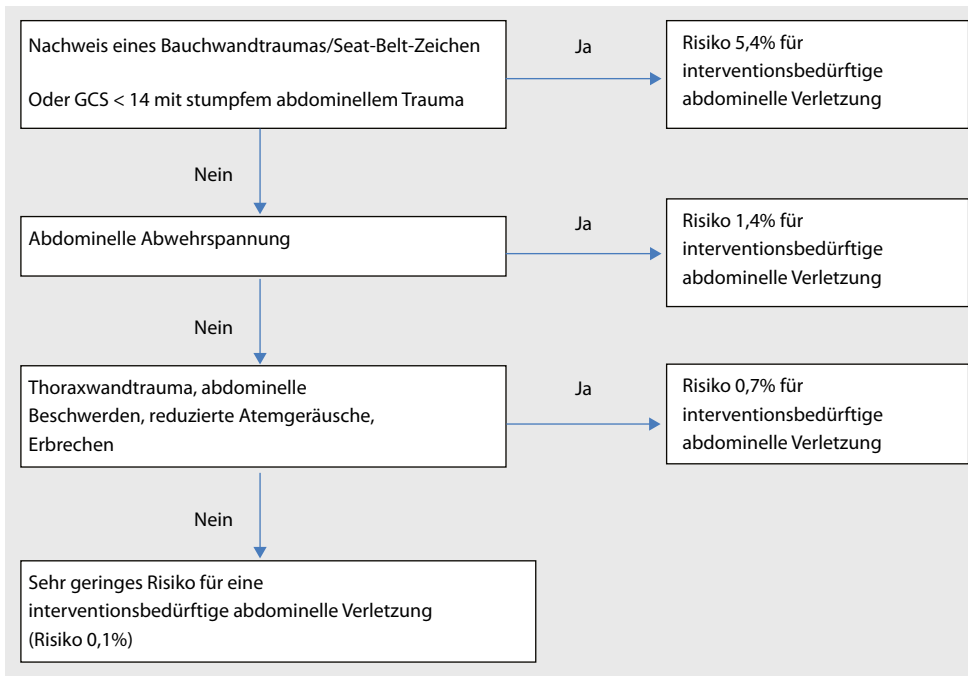 Nachweis eines Bauchwandtraumas/Seat-Belt-Zeichen
Oder GCS < 14 mit stumpfem abdominellem Trauma
Ja
Risiko 5,4% für
interventionsbedürftige
abdominelle Verletzung
Nein
Abdominelle Abwehrspannung
Ja
Risiko 1,4% für
interventionsbedürftige
abdominelle Verletzung
Nein
Thoraxwandtrauma, abdominelle
Beschwerden, reduzierte Atemgeräusche,
Erbrechen
Ja
Risiko 0,7% für
interventionsbedürftige
abdominelle Verletzung
Nein
Sehr geringes Risiko für eine
interventionsbedürftige abdominelle Verletzung
(Risiko 0,1%)